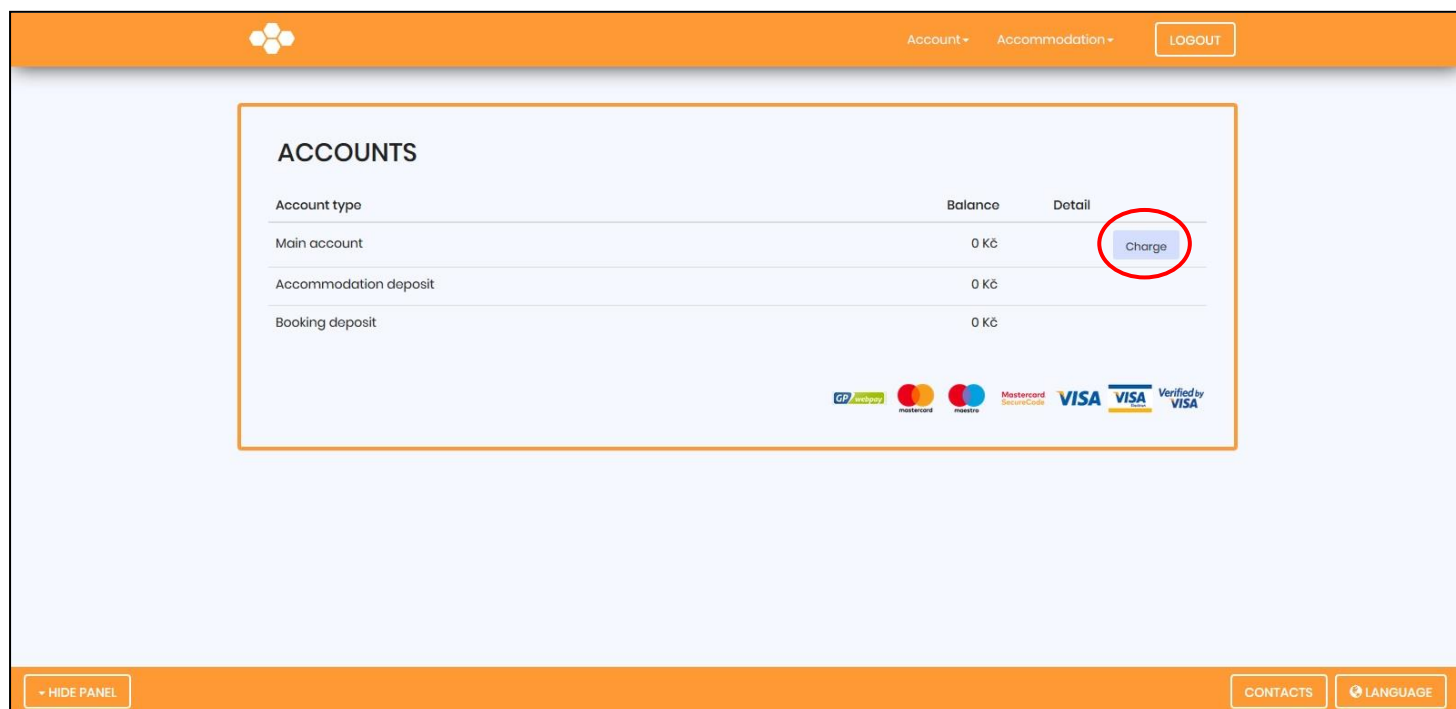 Account Accommodation LOGOUT
ACCOUNTS
Account type Balance Detail
Main account 0 Kč Charge
Accommodation deposit 0 Kč
Booking deposit 0 Kč
GP webpay mastercard maestro Mastercard. SecureCode VISA VISA Verified by VISA
HIDE PANEL CONTACTS LANGUAGE